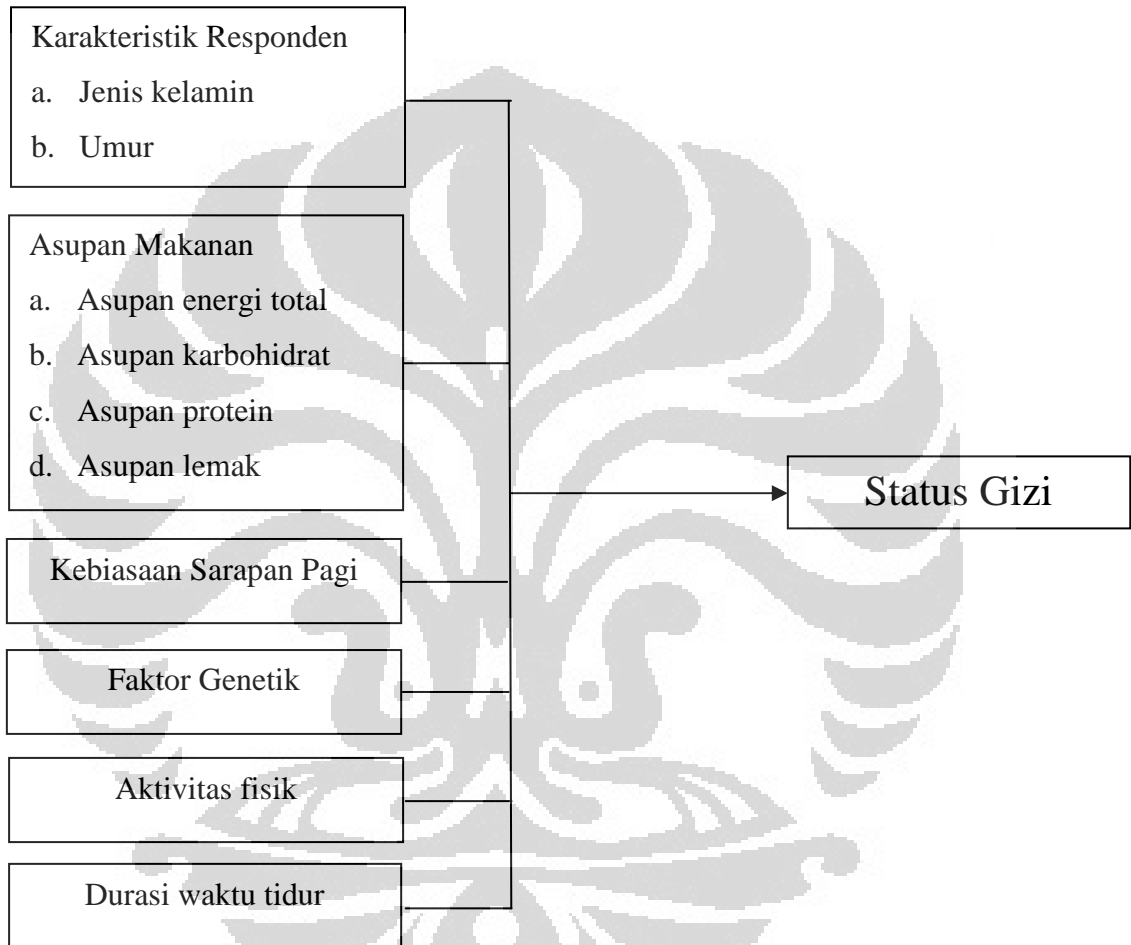 Karakteristik Responden
a. Jenis kelamin
b. Umur
Asupan Makanan
a. Asupan energi total
b. Asupan karbohidrat
c. Asupan protein
d. Asupan lemak
Status Gizi
Kebiasaan Sarapan Pagi
Faktor Genetik
Aktivitas fisik
Durasi waktu tidur